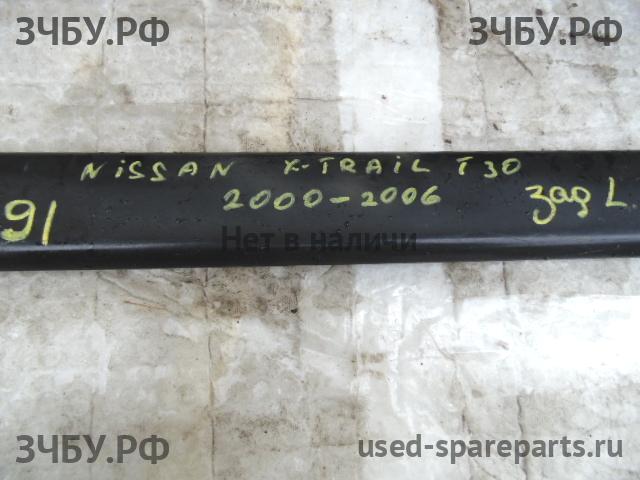 ЗЧБУ.РФ ЗЧБУ.РФ
NISSAN X-TRAIL T30
2000-2006 зад L.
91
Нет в наличи
ЗЧБУ.РФ used-spareparts.ru